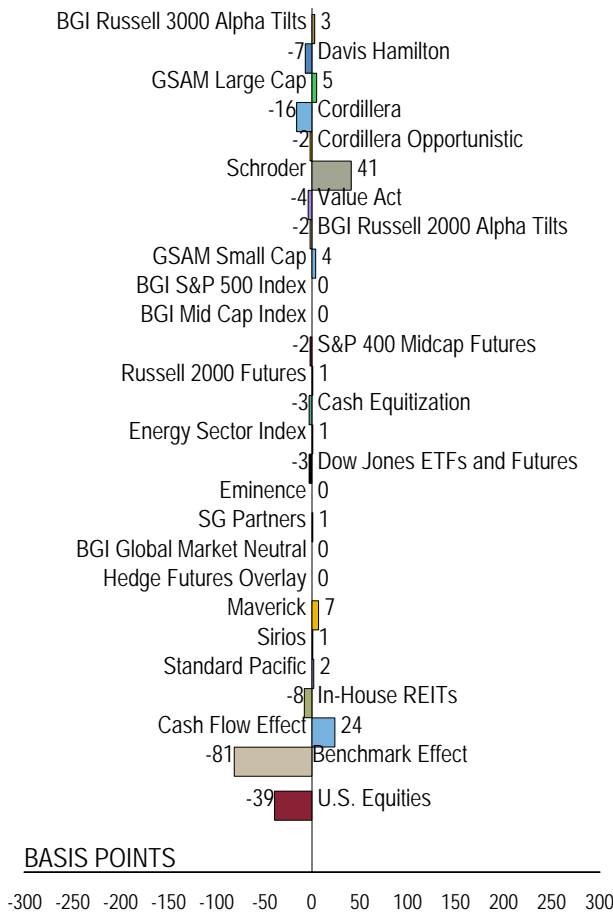 BGI Russell 3000 Alpha Tilts 3
-7 Davis Hamilton
GSAM Large Cap 5
-16 Cordillera
-2 Cordillera Opportunistic
Schroder 41
-4 Value Act
-2 BGI Russell 2000 Alpha Tilts
GSAM Small Cap 4
BGI S&P 500 Index 0
BGI Mid Cap Index 0
-2 S&P 400 Midcap Futures
Russell 2000 Futures 1
-3 Cash Equitization
Energy Sector Index 1
-3 Dow Jones ETFs and Futures
Eminence 0
SG Partners 1
BGI Global Market Neutral 0
Hedge Futures Overlay 0
Maverick 7
Sirios 1
Standard Pacific 2
-8 In-House REITs
Cash Flow Effect 24
-81 Benchmark Effect
-39 U.S. Equities
BASIS POINTS
-300 -250 -200 -150 -100 -50 0 50 100 150 200 250 300